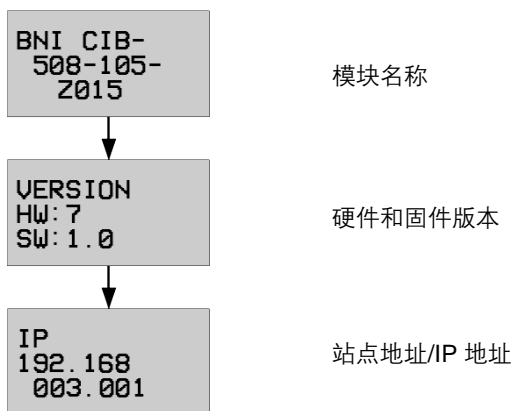 BNI CIB-
508-105-
Z015
模块名称
VERSION
HW:7
SW:1.0
硬件和固件版本
IP
192.168
003.001
站点地址/IP 地址